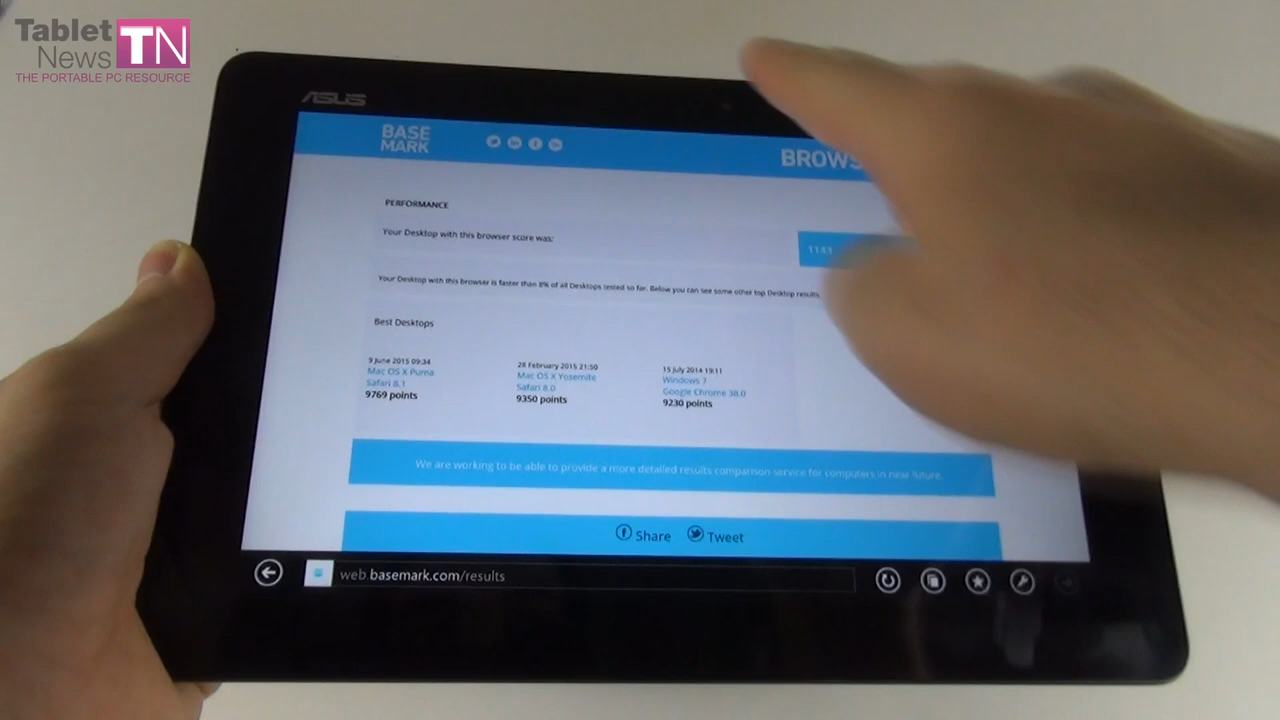 Tablet
News TN
THE PORTABLE PC RESOURCE
ASUS
BASE
MARK
BROWS
PERFORMANCE
Your Desktop with this browser score was:
1143
Your Desktop with this browser is faster than 8% of all Desktops tested so far. Below you can see some other top Desktop results
Best Desktops
9 June 2015 09:34
Mac OS X Puma
Safari 8.1
9769 points
28 February 2015 21:50
Mac OS X Yosemite
Safari 8.0
9350 points
15 July 2014 19:11
Windows 7
Google Chrome 38.0
9230 points
We are working to be able to provide a more detailed results comparison service for computers in near future.
Share Tweet
web.basemark.com/results